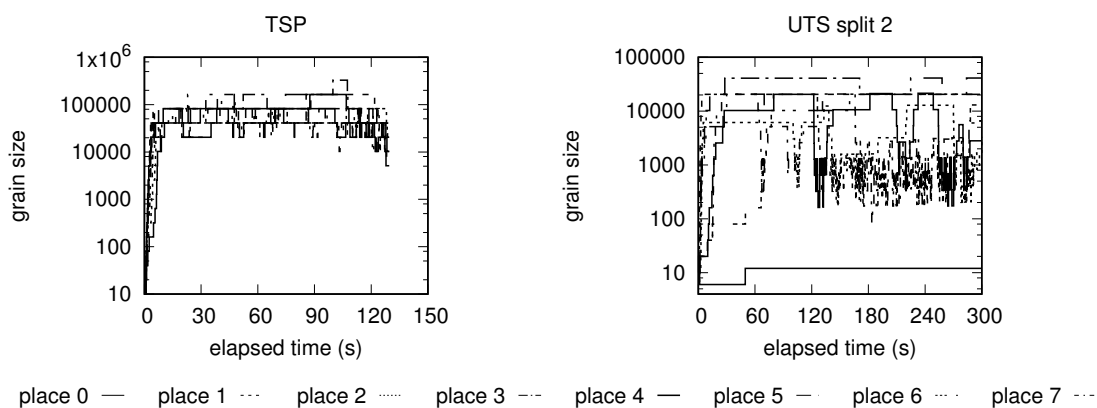 TSP
1x10⁶
100000
10000
1000
100
10
0 30 60 90 120 150
grain size
elapsed time (s)
UTS split 2
100000
10000
1000
100
10
0 60 120 180 240 300
grain size
elapsed time (s)
place 0 place 1 place 2 place 3 place 4 place 5 place 6 place 7